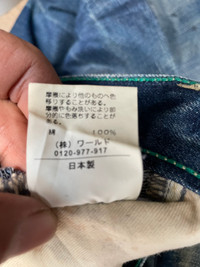 摩擦により他のものへ色
移りすることがある。
摩擦やもみ洗いにより部分
的に色落ちすることがある。
綿 100%
(株)ワールド
0120-977-917
日本製